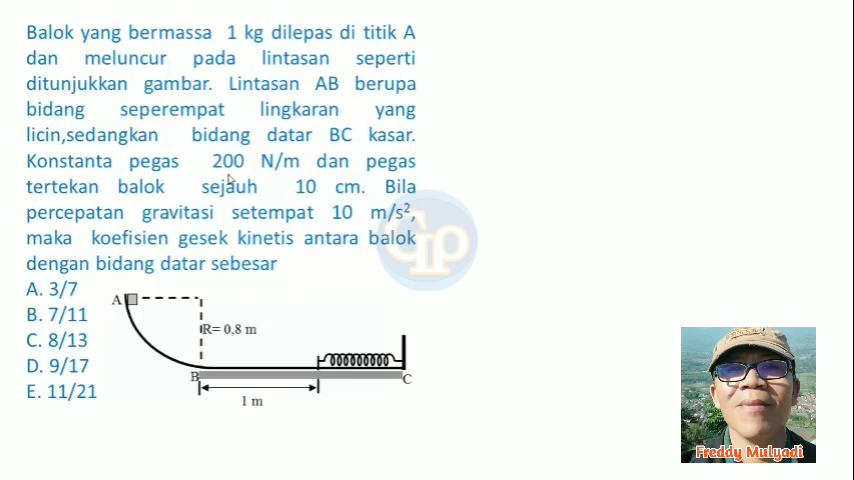 Balok yang bermassa 1 kg dilepas di titik A
dan meluncur pada lintasan seperti
ditunjukkan gambar. Lintasan AB berupa
bidang seperempat lingkaran yang
licin,sedangkan bidang datar BC kasar.
Konstanta pegas 200 N/m dan pegas
tertekan balok sejauh 10 cm. Bila
percepatan gravitasi setempat 10 m/s²,
maka koefisien gesek kinetis antara balok
dengan bidang datar sebesar
A. 3/7
B. 7/11
C. 8/13
D. 9/17
E. 11/21
A
R= 0,8 m
B
C
1 m
GIP
Freddy Mulyadi